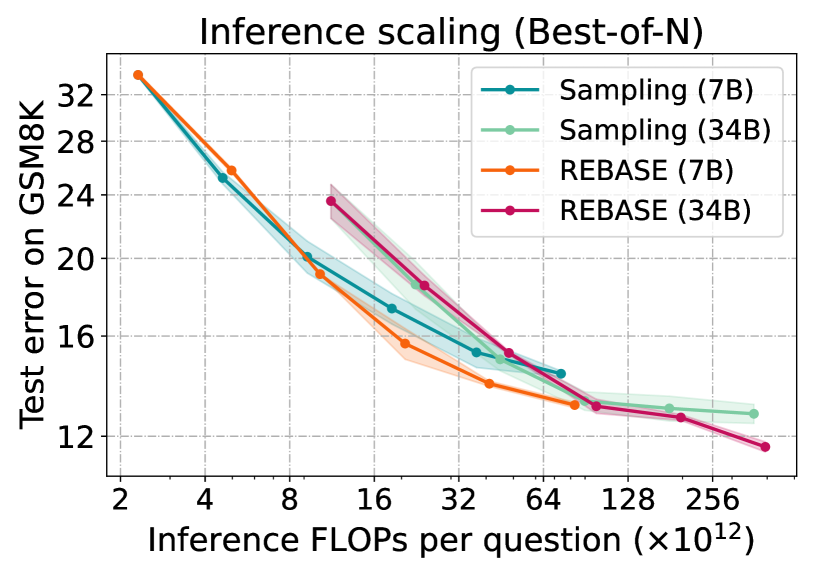 Inference scaling (Best-of-N)
Sampling (7B)
Sampling (34B)
REBASE (7B)
REBASE (34B)
Test error on GSM8K
32
28
24
20
16
12
2 4 8 16 32 64 128 256
Inference FLOPs per question (×10¹²)